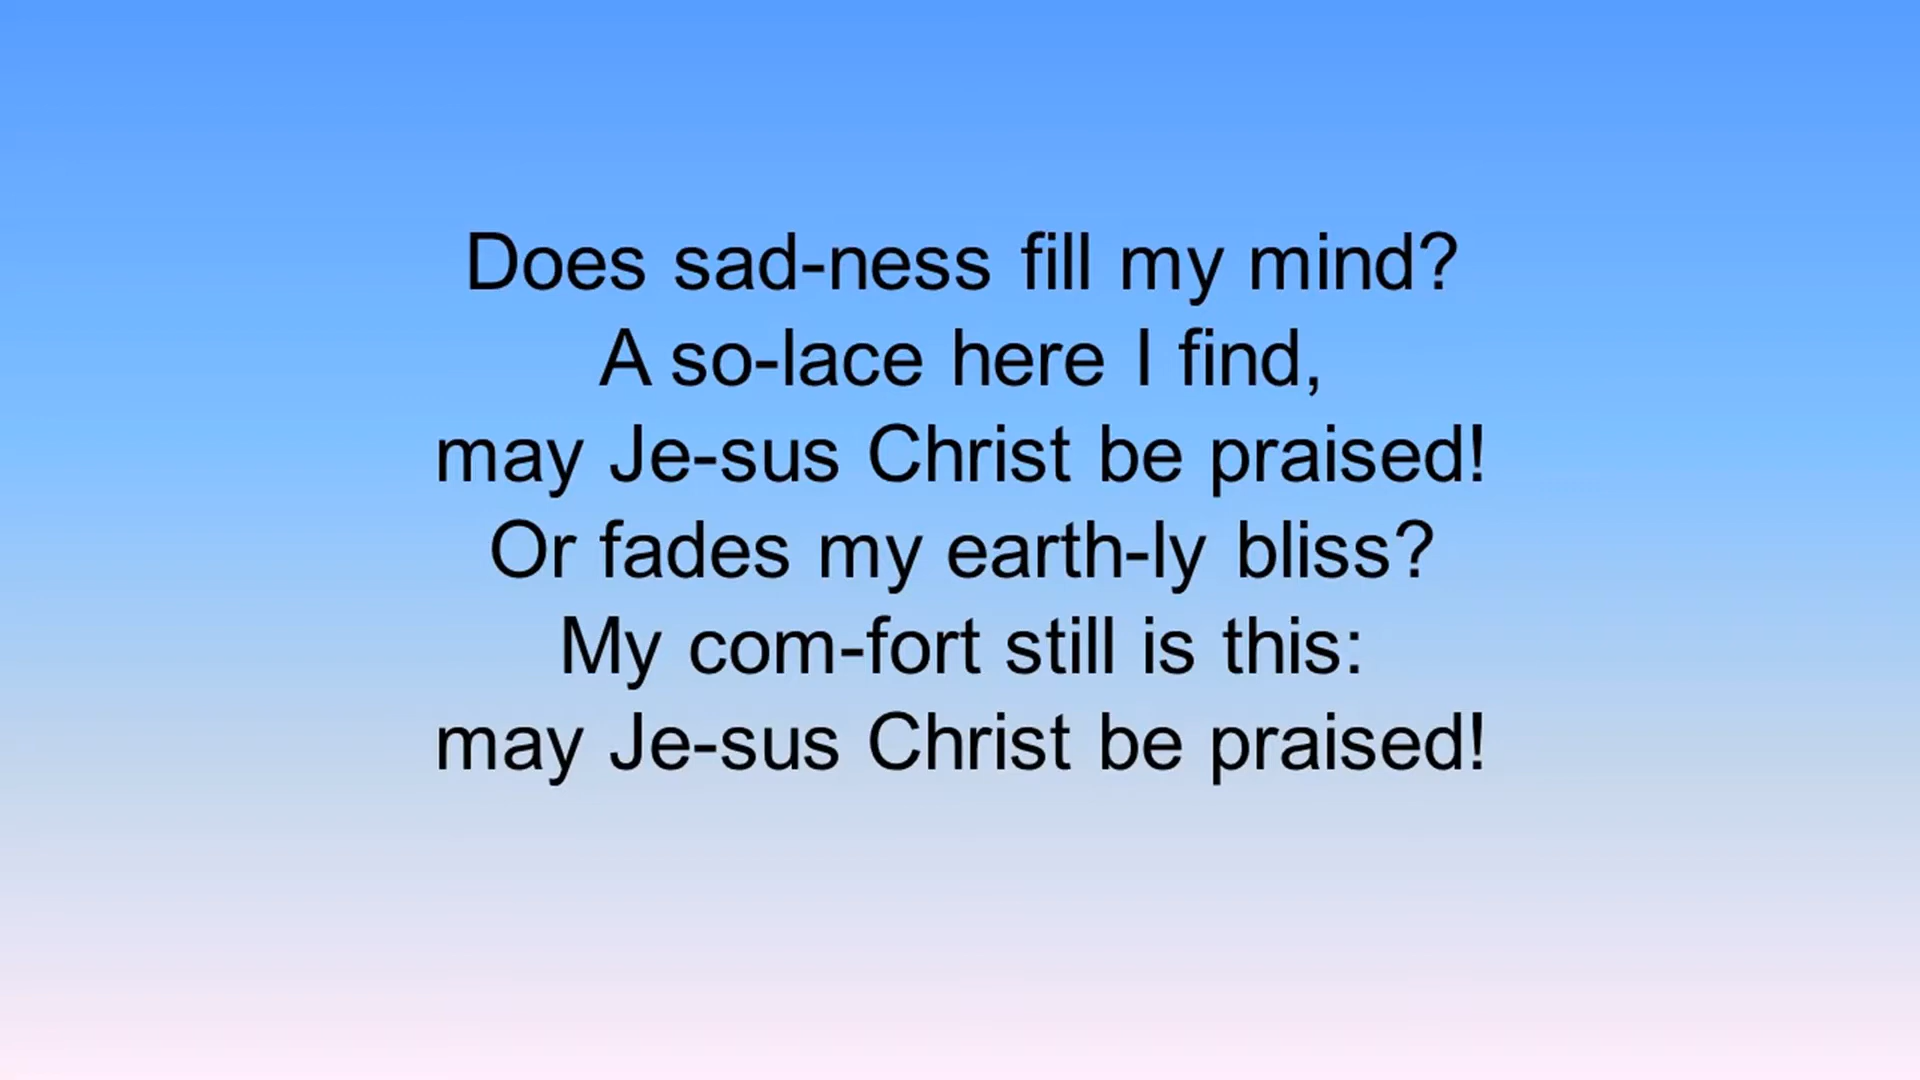 Does sad-ness fill my mind?
A so-lace here I find,
may Je-sus Christ be praised!
Or fades my earth-ly bliss?
My com-fort still is this:
may Je-sus Christ be praised!